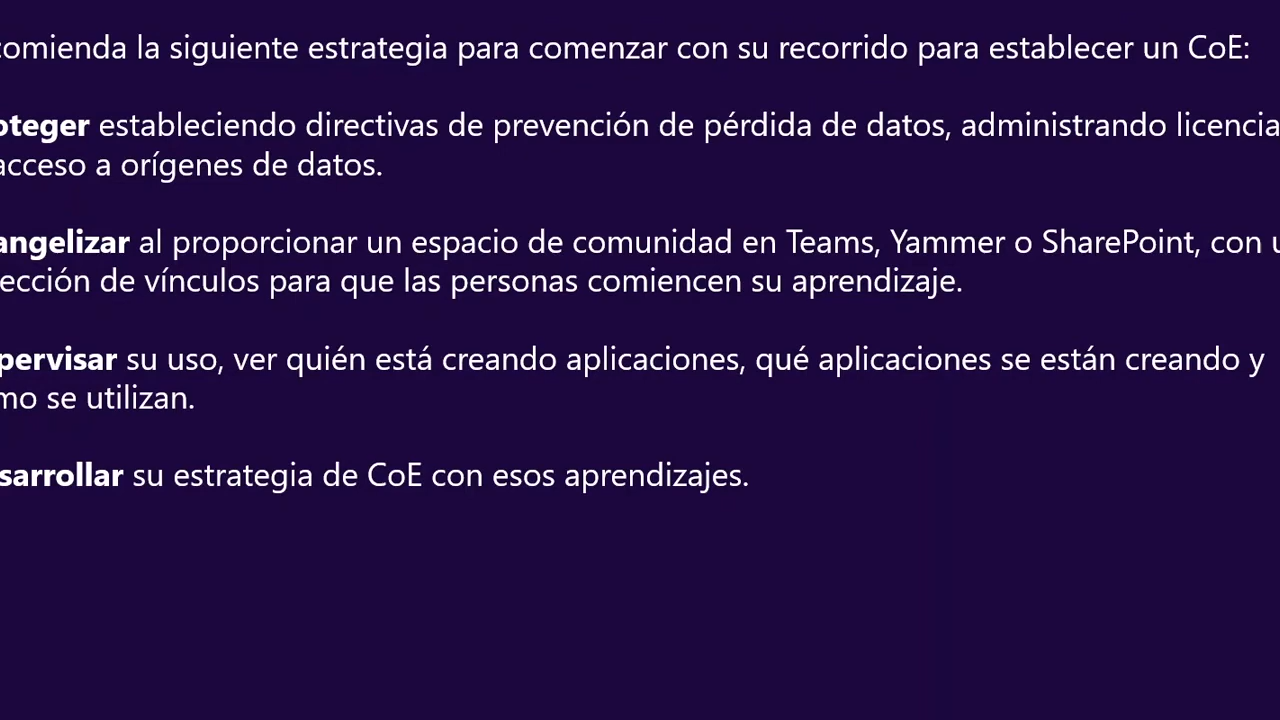 comienda la siguiente estrategia para comenzar con su recorrido para establecer un CoE:
oteger estableciendo directivas de prevención de pérdida de datos, administrando licencia
acceso a orígenes de datos.
angelizar al proporcionar un espacio de comunidad en Teams, Yammer o SharePoint, con u
ección de vínculos para que las personas comiencen su aprendizaje.
pervisar su uso, ver quién está creando aplicaciones, qué aplicaciones se están creando y
mo se utilizan.
sarrollar su estrategia de CoE con esos aprendizajes.